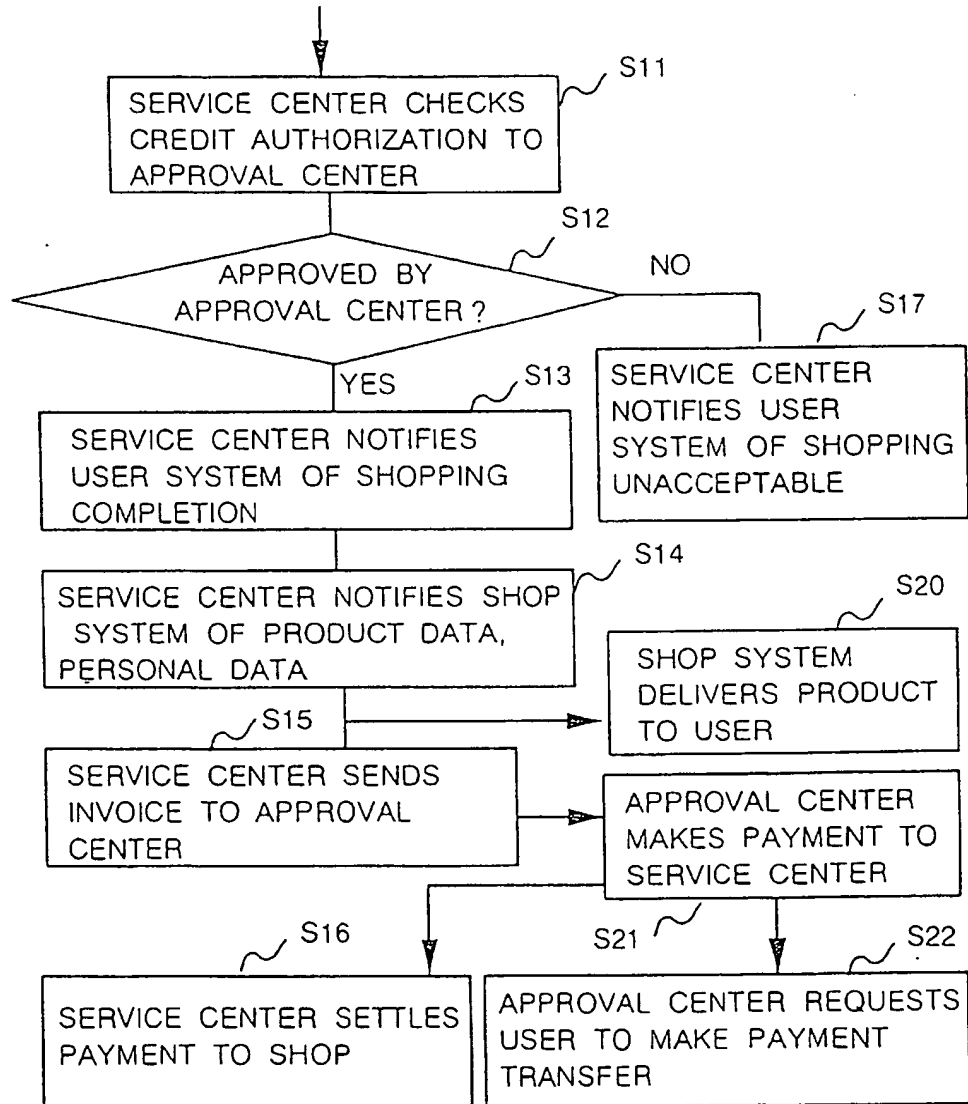 S11
SERVICE CENTER CHECKS
CREDIT AUTHORIZATION TO
APPROVAL CENTER
S12
APPROVED BY
APPROVAL CENTER?
NO
YES
S13
SERVICE CENTER NOTIFIES
USER SYSTEM OF SHOPPING
COMPLETION
S17
SERVICE CENTER
NOTIFIES USER
SYSTEM OF SHOPPING
UNACCEPTABLE
S14
SERVICE CENTER NOTIFIES SHOP
SYSTEM OF PRODUCT DATA,
PERSONAL DATA
S20
SHOP SYSTEM
DELIVERS PRODUCT
TO USER
S15
SERVICE CENTER SENDS
INVOICE TO APPROVAL
CENTER
APPROVAL CENTER
MAKES PAYMENT TO
SERVICE CENTER
S21
S16
SERVICE CENTER SETTLES
PAYMENT TO SHOP
S22
APPROVAL CENTER REQUESTS
USER TO MAKE PAYMENT
TRANSFER